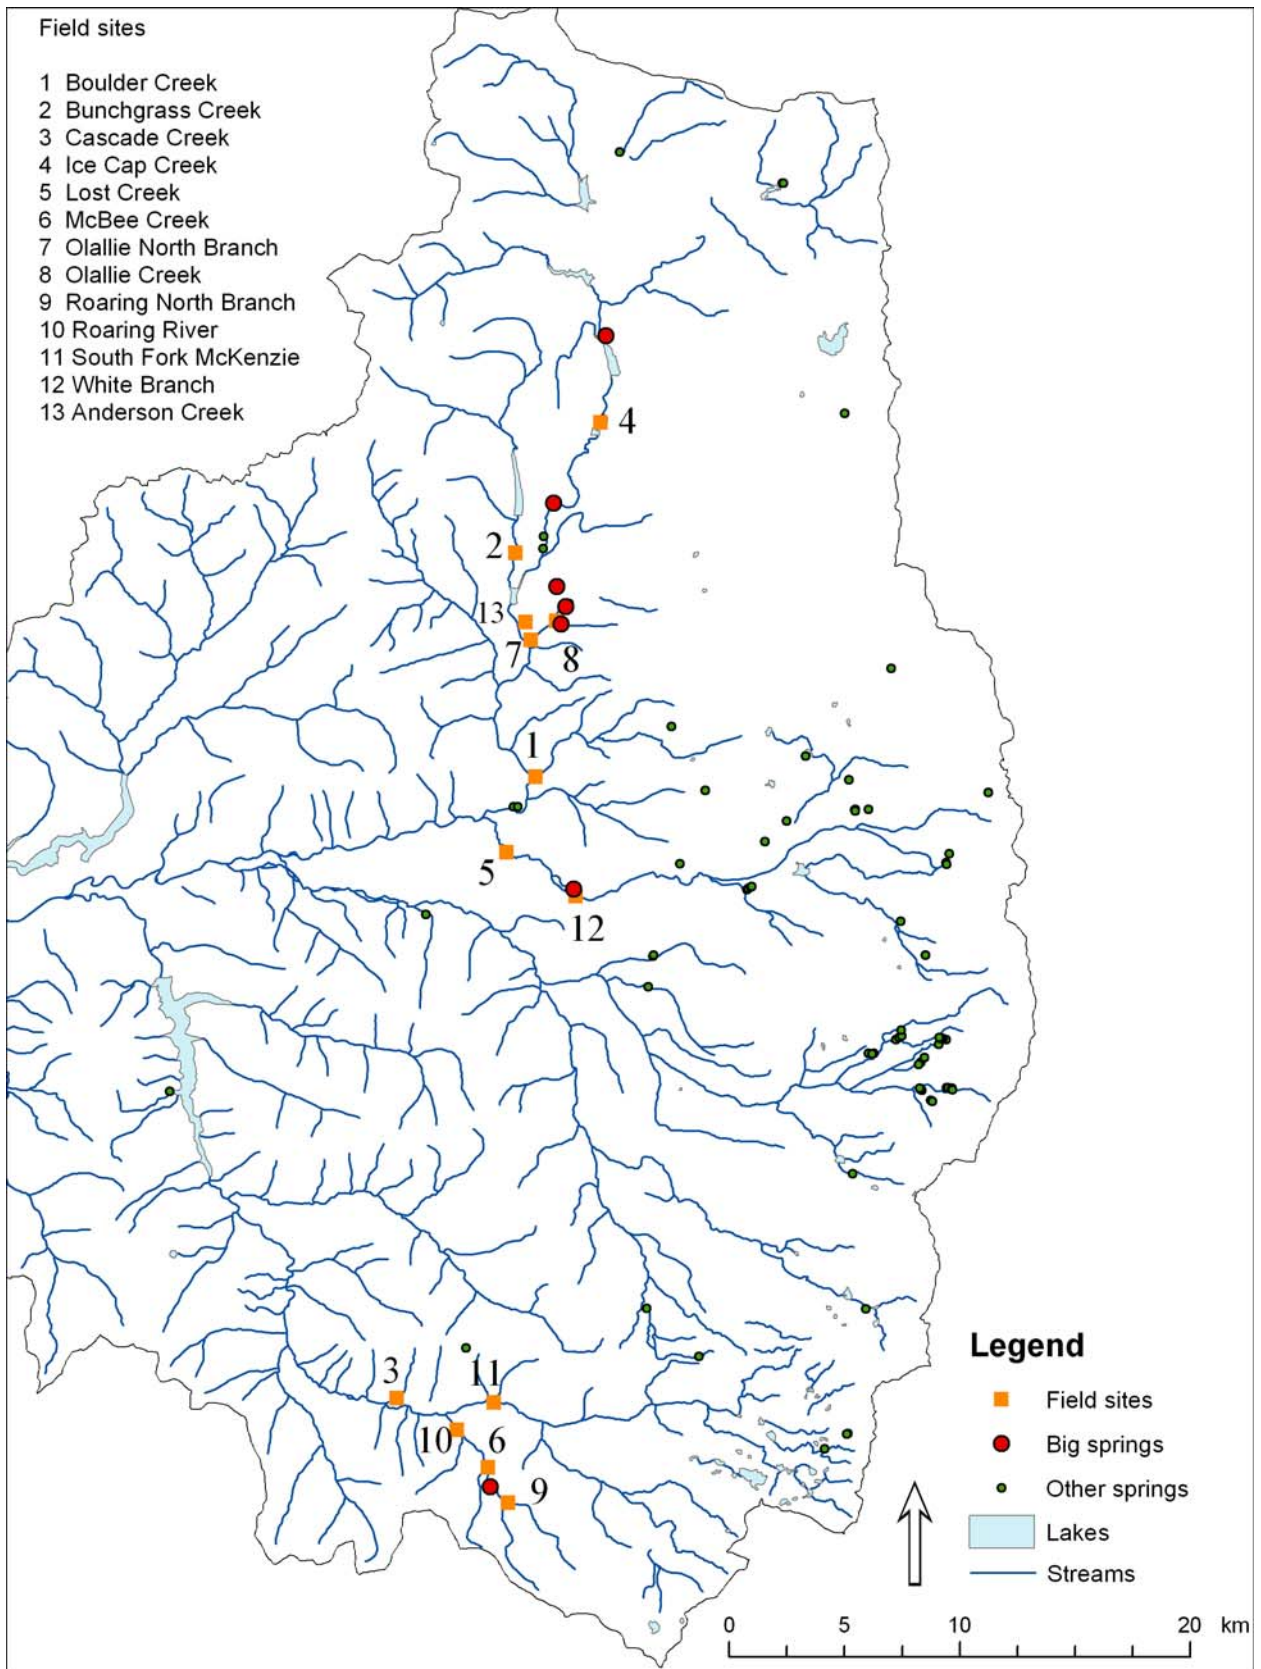 Field sites
1 Boulder Creek
2 Bunchgrass Creek
3 Cascade Creek
4 Ice Cap Creek
5 Lost Creek
6 McBee Creek
7 Olallie North Branch
8 Olallie Creek
9 Roaring North Branch
10 Roaring River
11 South Fork McKenzie
12 White Branch
13 Anderson Creek
4
2
13
7
8
1
5
12
3
11
10
6
9
Legend
Field sites
Big springs
Other springs
Lakes
Streams
0 5 10 20 km